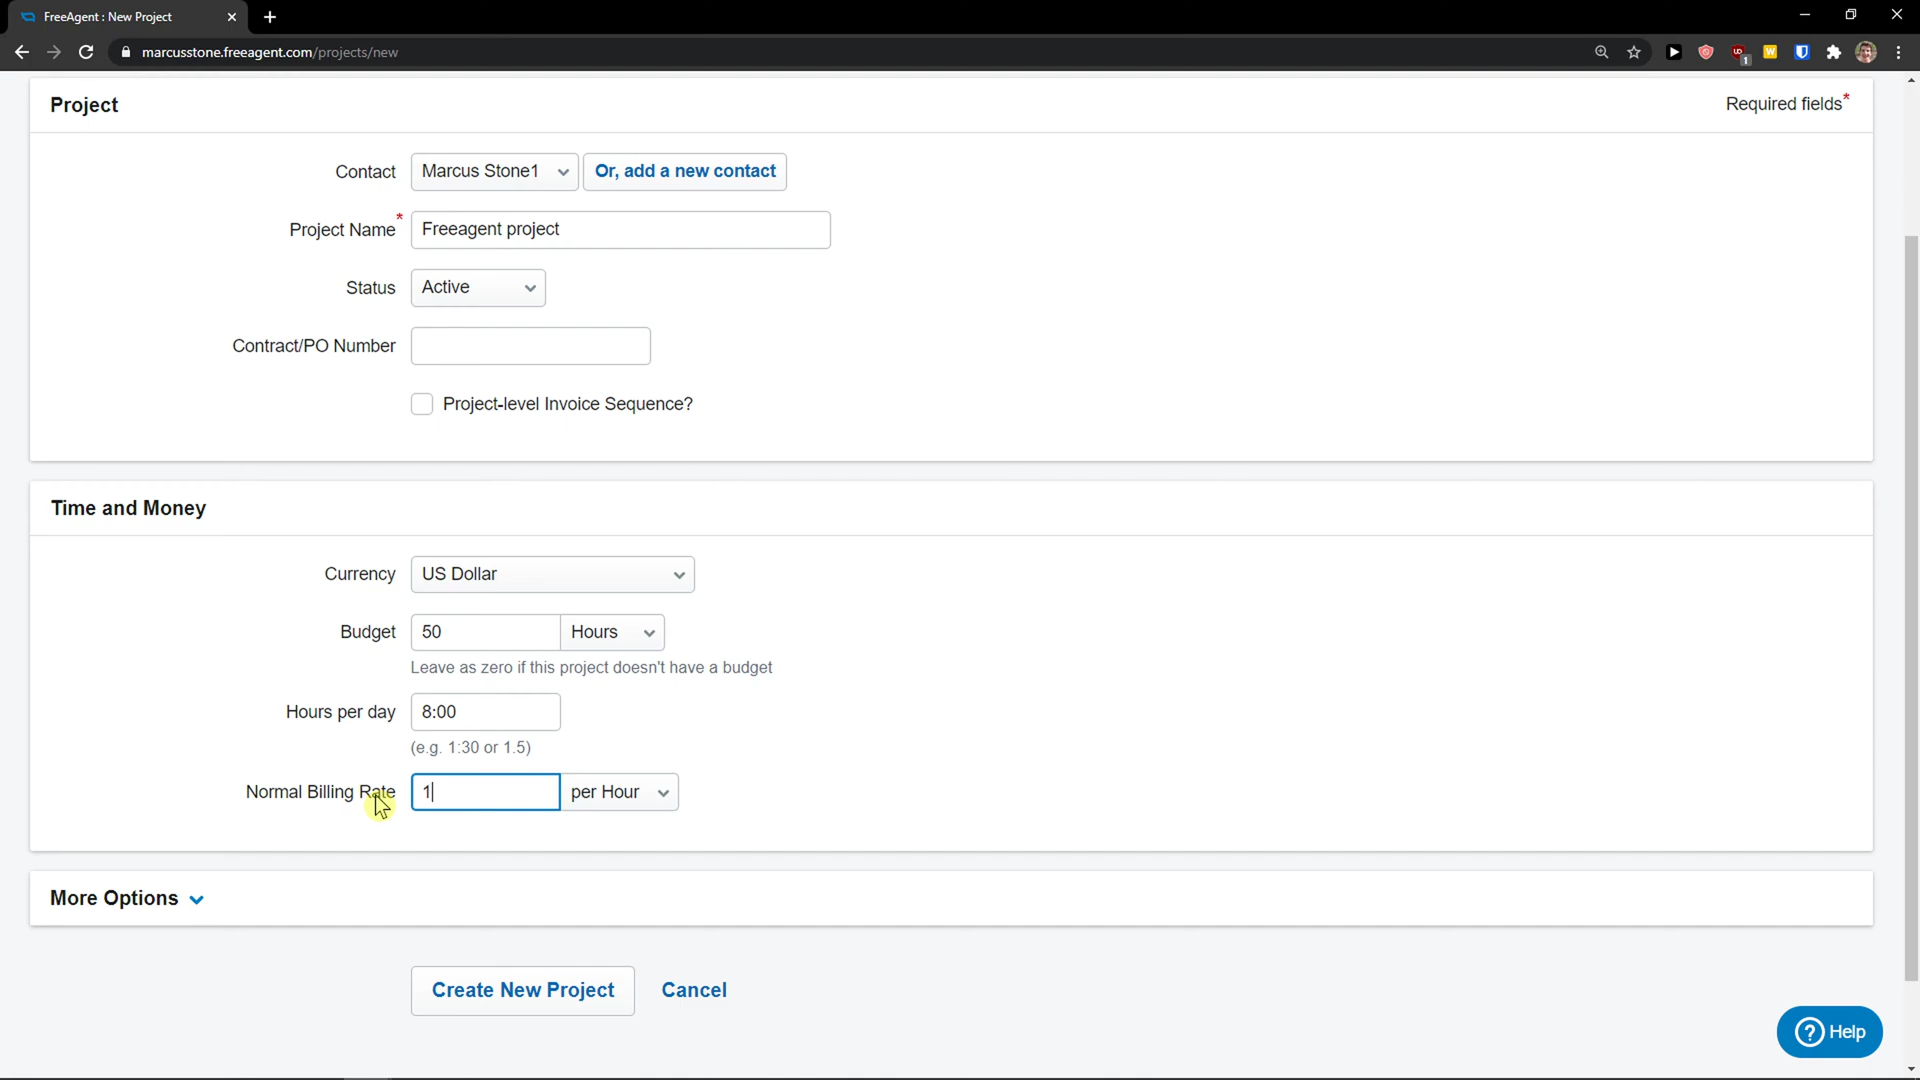 FreeAgent : New Project
marcusstone.freeagent.com/projects/new
UD
1
W
Project
Required fields*
Contact
Marcus Stone1
Or, add a new contact
Project Name *
Freeagent project
Status
Active
Contract/PO Number
Project-level Invoice Sequence?
Time and Money
Currency
US Dollar
Budget
50
Hours
Leave as zero if this project doesn't have a budget
Hours per day
8:00
(e.g. 1:30 or 1.5)
Normal Billing Rate
1
per Hour
More Options
Create New Project
Cancel
? Help